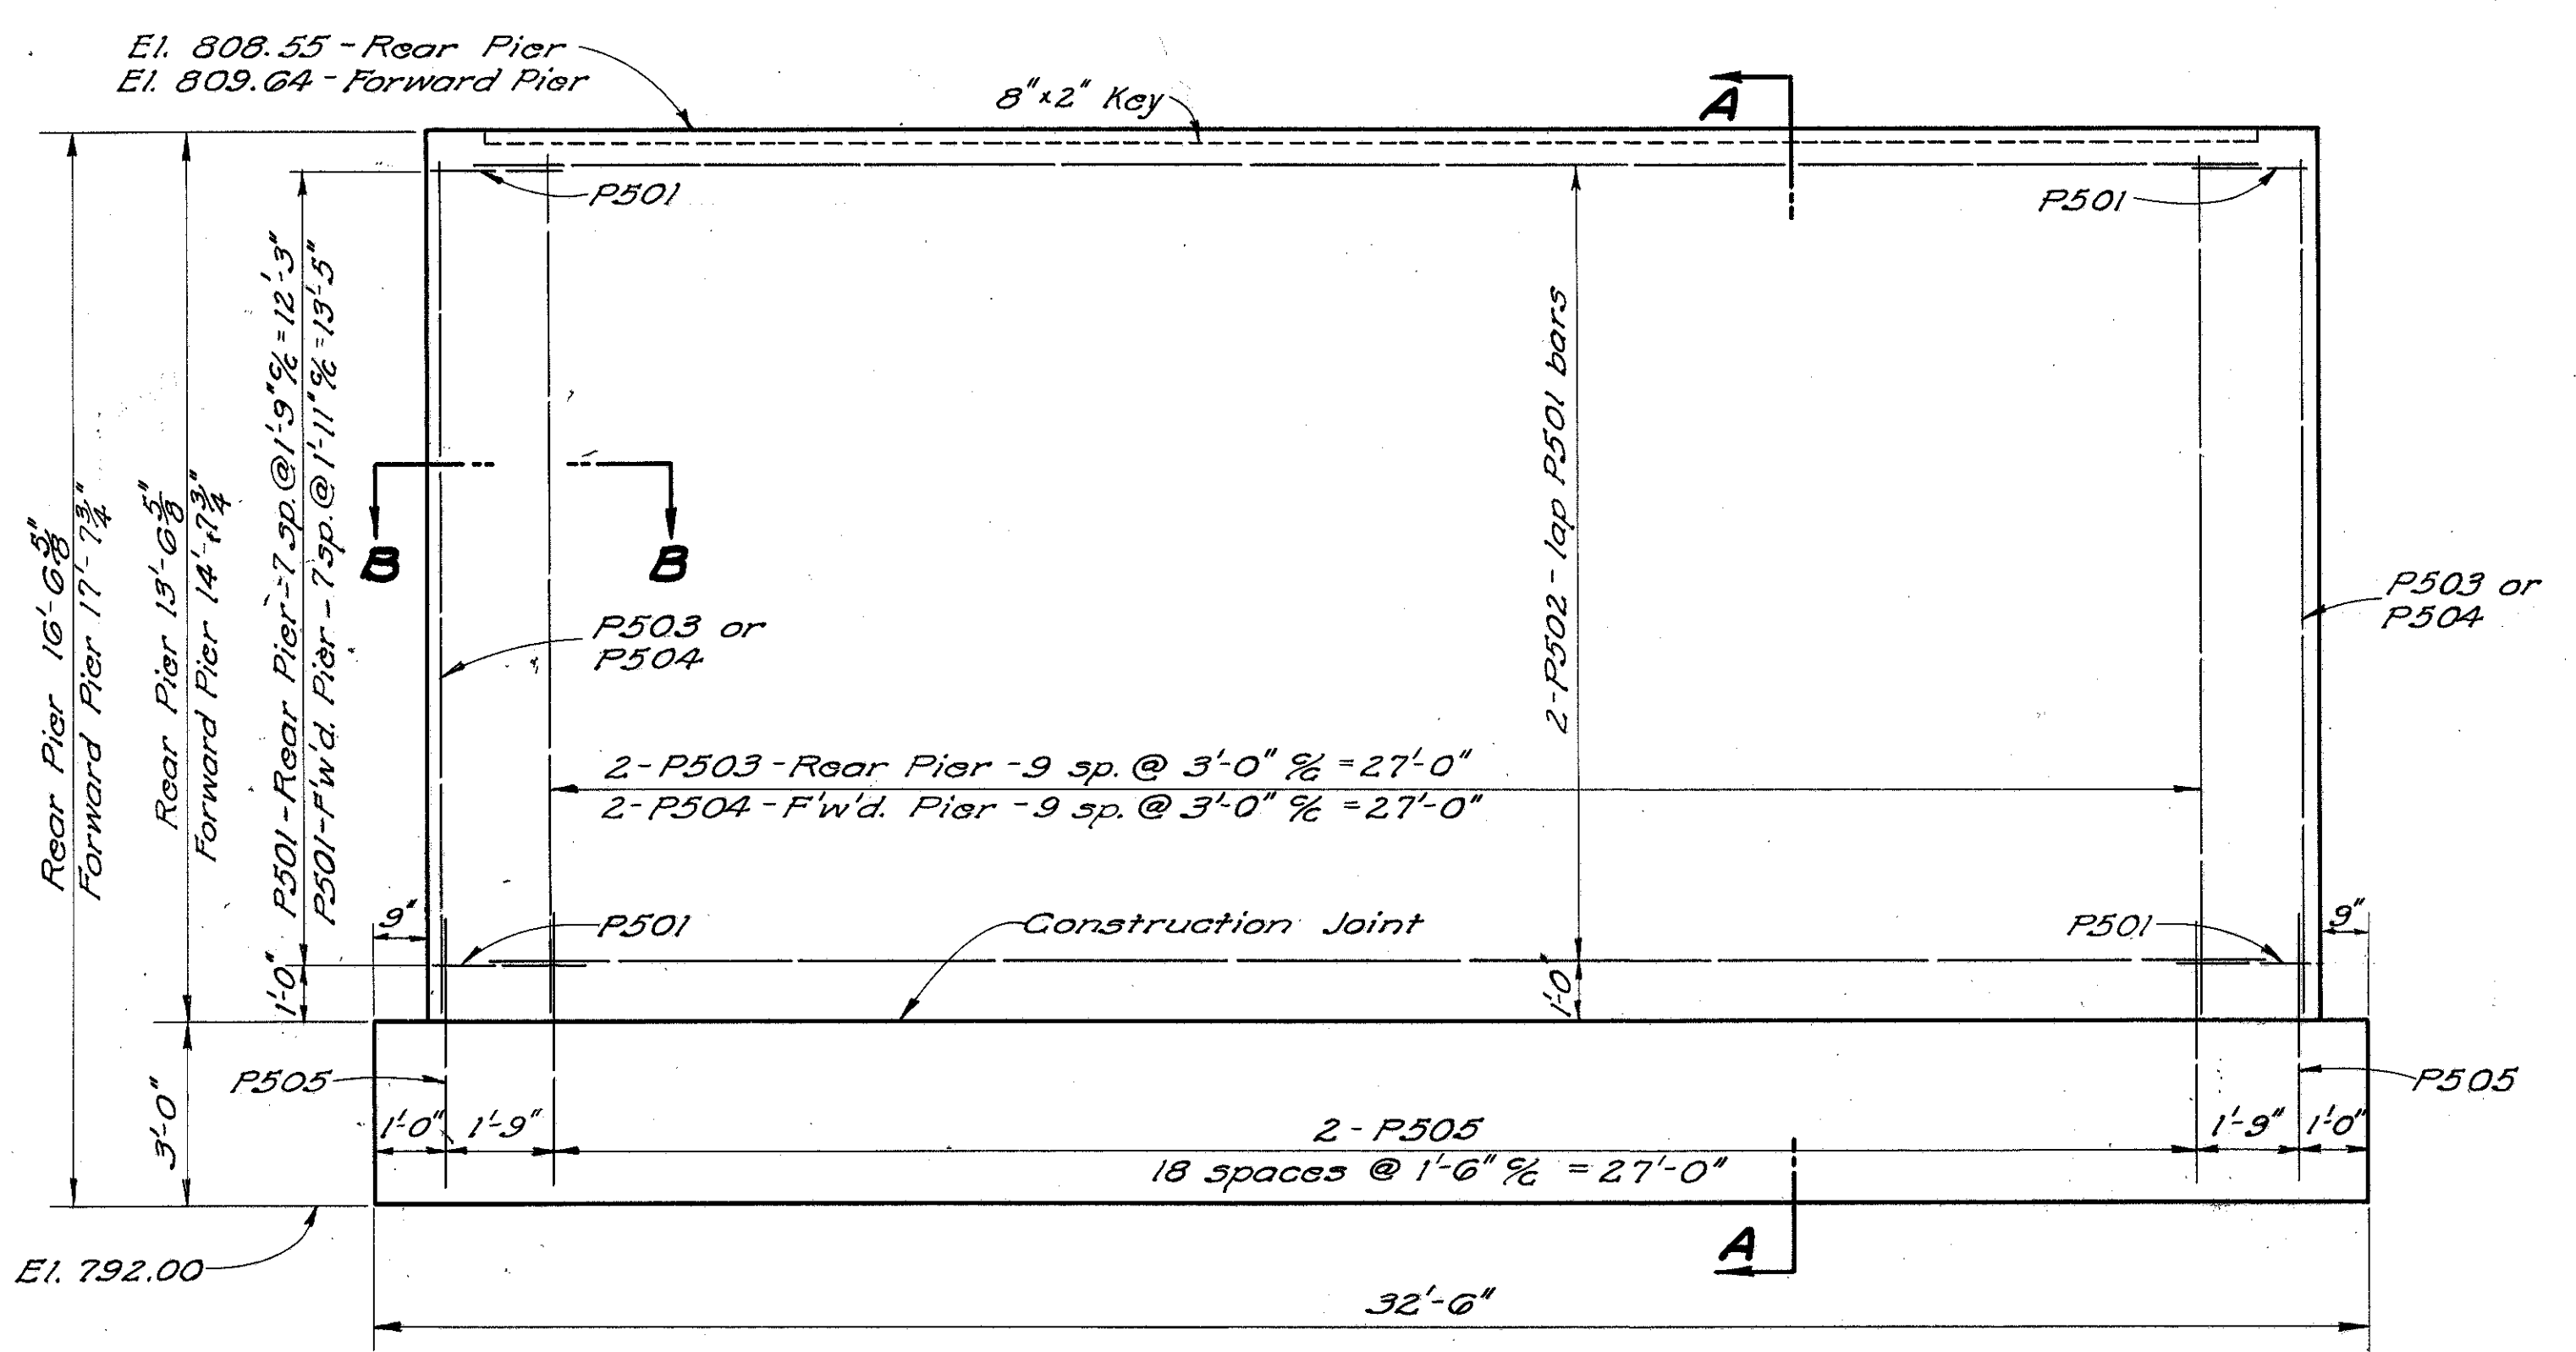 El. 808.55 - Rear Pier
El. 809.64 - Forward Pier
8"x2" Key
A
P501
P501
Rear Pier 16'-6 5/8"
Forward Pier 17'-7 3/4"
Rear Pier 13'-6 5/8"
Forward Pier 14'-7 3/4"
P501-Rear Pier-7 sp.@1'-9" c/c=12'-3"
P501-F'w'd. Pier-7 sp.@1'-11" c/c=13'-5"
B
B
2-P502-lap P501 bars
P503 or
P504
P503 or
P504
2-P503-Rear Pier-9 sp. @ 3'-0" c/c =27'-0"
2-P504-F'w'd. Pier-9 sp. @ 3'-0" c/c =27'-0"
9"
P501
Construction Joint
P501
9"
1'-0"
1'-0"
P505
P505
3'-0"
1'-0"
1'-9"
2-P505
18 spaces @ 1'-6" c/c = 27'-0"
1'-9"
1'-0"
A
El. 792.00
32'-6"